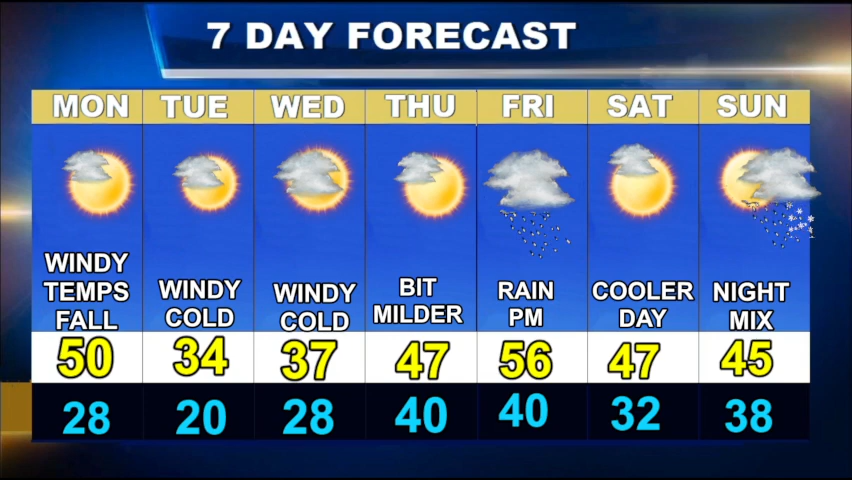 7 DAY FORECAST
MON TUE WED THU FRI SAT SUN
WINDY
TEMPS
FALL
WINDY
COLD
WINDY
COLD
BIT
MILDER
RAIN
PM
COOLER
DAY
NIGHT
MIX
50 34 37 47 56 47 45
28 20 28 40 40 32 38